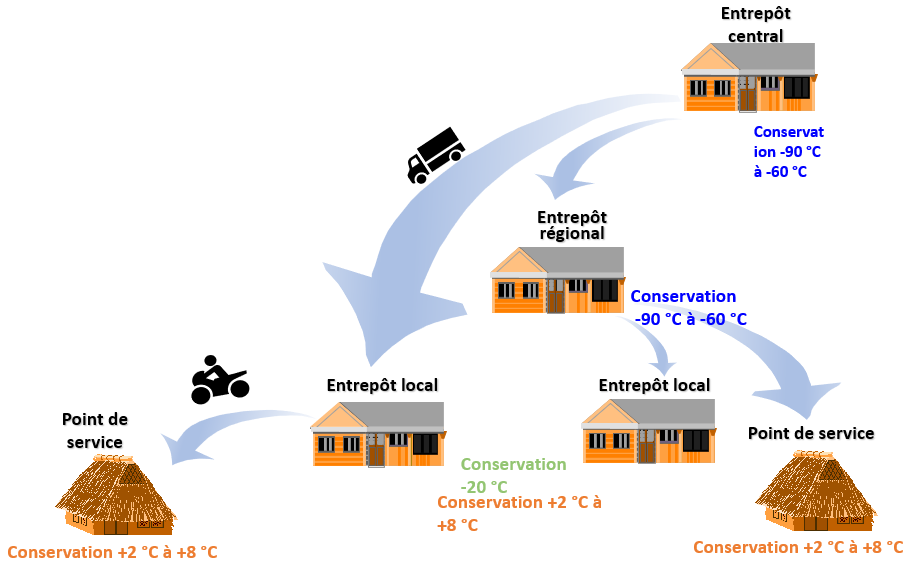 Entrepôt
central
Conservat
ion -90 °C
à -60 °C
Entrepôt
régional
Conservation
-90 °C à -60 °C
Entrepôt local
Entrepôt local
Point de
service
Point de service
Conservation
-20 °C
Conservation +2 °C à
+8 °C
Conservation +2 °C à +8 °C
Conservation +2 °C à +8 °C